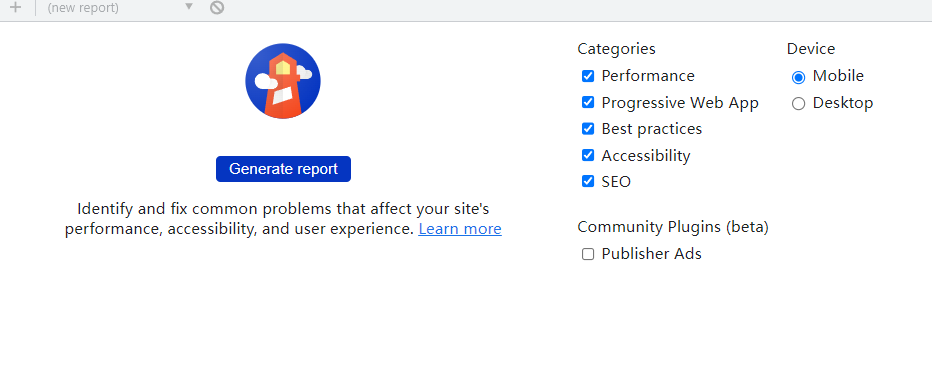 (new report)
Generate report
Identify and fix common problems that affect your site's
performance, accessibility, and user experience. Learn more
Categories
Performance
Progressive Web App
Best practices
Accessibility
SEO
Community Plugins (beta)
Publisher Ads
Device
Mobile
Desktop